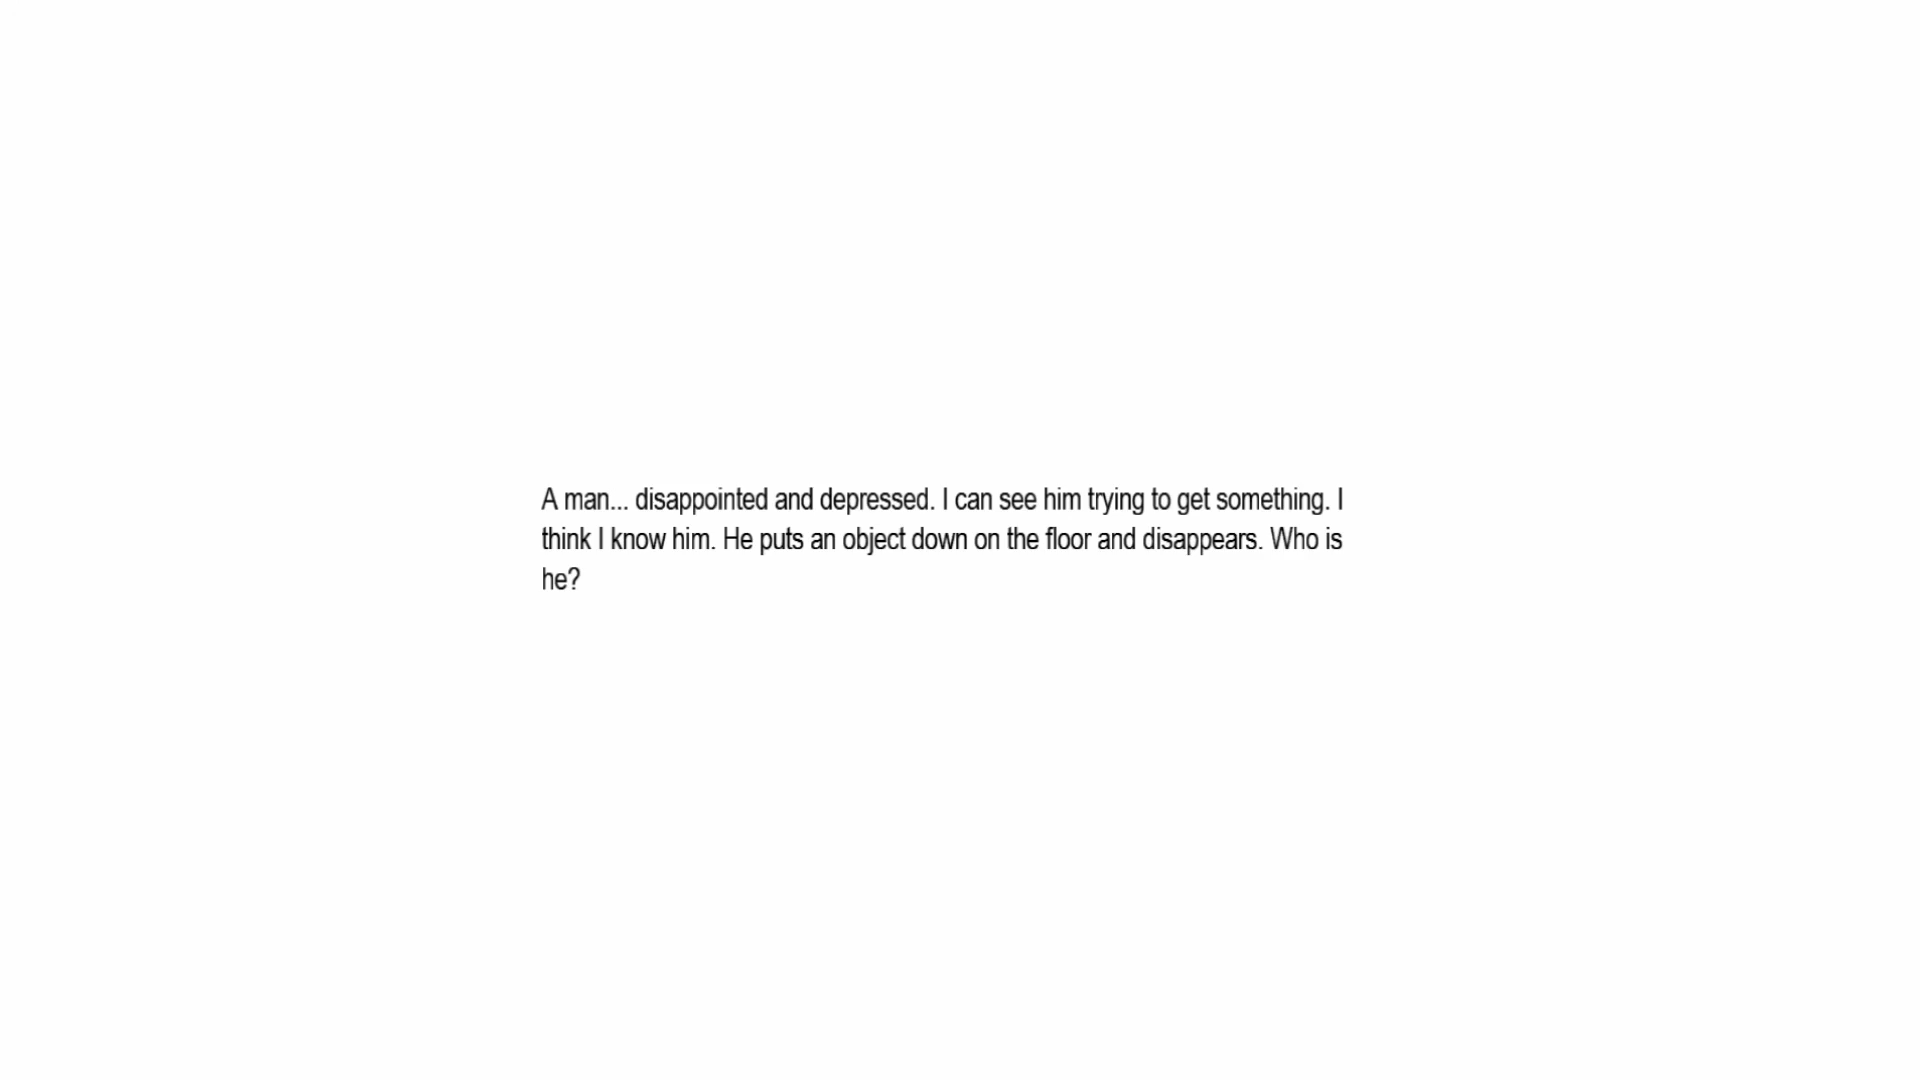 A man... disappointed and depressed. I can see him trying to get something. I
think I know him. He puts an object down on the floor and disappears. Who is
he?